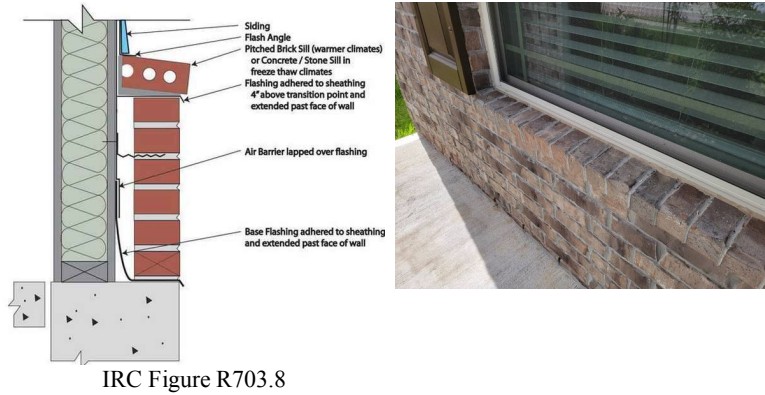 Siding
Flash Angle
Pitched Brick Sill (warmer climates)
or Concrete / Stone Sill in
freeze thaw climates
Flashing adhered to sheathing
4" above transition point and
extended past face of wall
Air Barrier lapped over flashing
Base Flashing adhered to sheathing
and extended past face of wall
IRC Figure R703.8